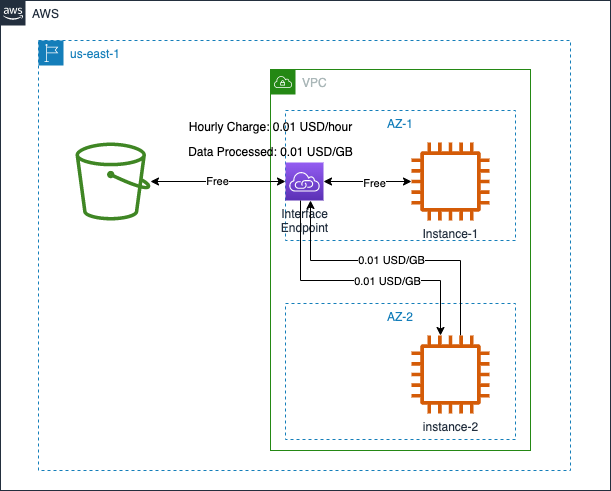 aws
AWS
us-east-1
VPC
AZ-1
Hourly Charge: 0.01 USD/hour
Data Processed: 0.01 USD/GB
Free
Free
Interface
Endpoint
Instance-1
0.01 USD/GB
0.01 USD/GB
AZ-2
instance-2